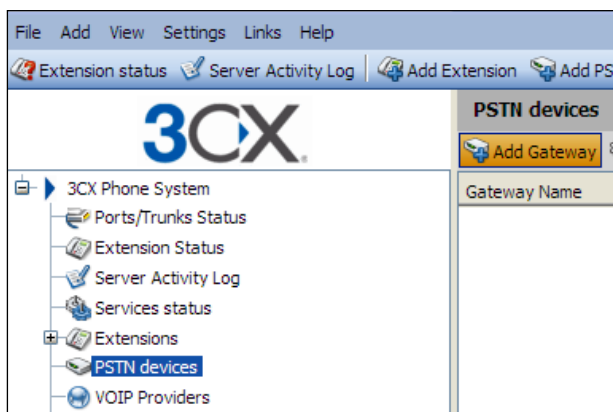 File Add View Settings Links Help
Extension status Server Activity Log Add Extension Add PS
3CX
PSTN devices
Add Gateway
Gateway Name
3CX Phone System
Ports/Trunks Status
Extension Status
Server Activity Log
Services status
Extensions
PSTN devices
VOIP Providers